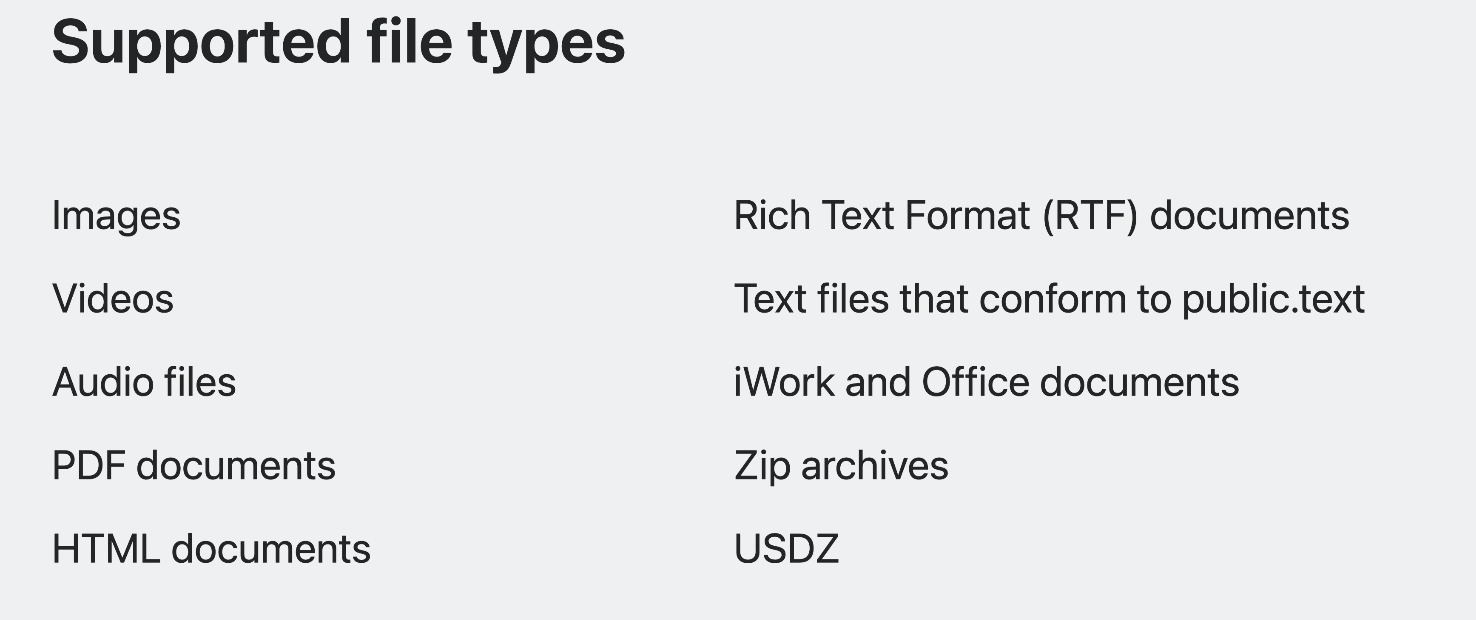 Supported file types
Images
Videos
Audio files
PDF documents
HTML documents
Rich Text Format (RTF) documents
Text files that conform to public.text
iWork and Office documents
Zip archives
USDZ